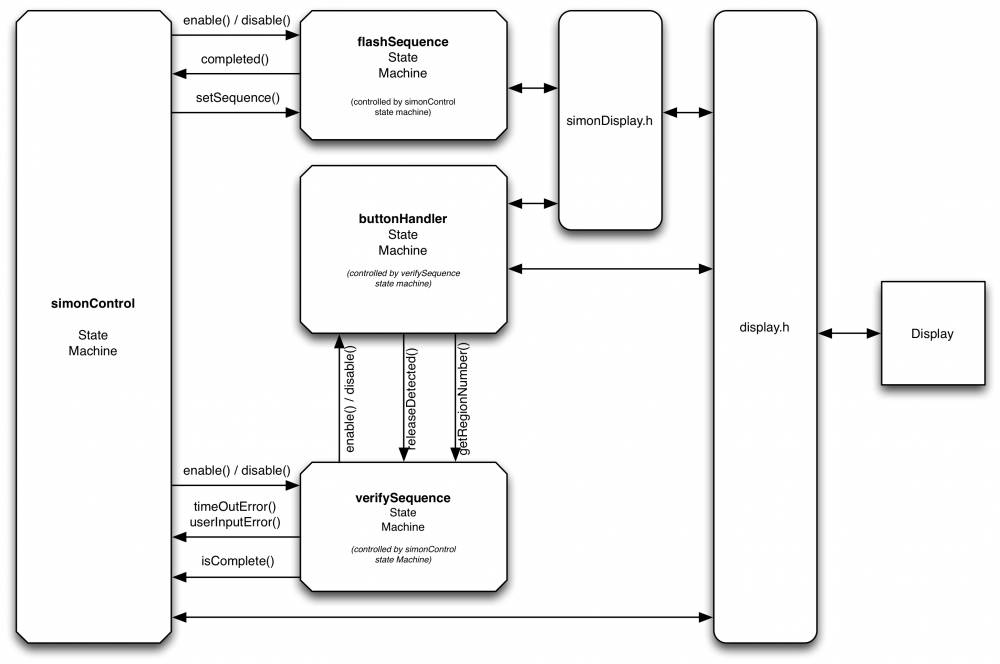 enable() / disable()
completed()
setSequence()
flashSequence
State
Machine
(controlled by simonControl
state machine)
simonDisplay.h
buttonHandler
State
Machine
(controlled by verifySequence
state machine)
simonControl
State
Machine
display.h
Display
enable() / disable()
releaseDetected()
getRegionNumber()
enable() / disable()
timeOutError()
userInputError()
isComplete()
verifySequence
State
Machine
(controlled by simonControl
state Machine)